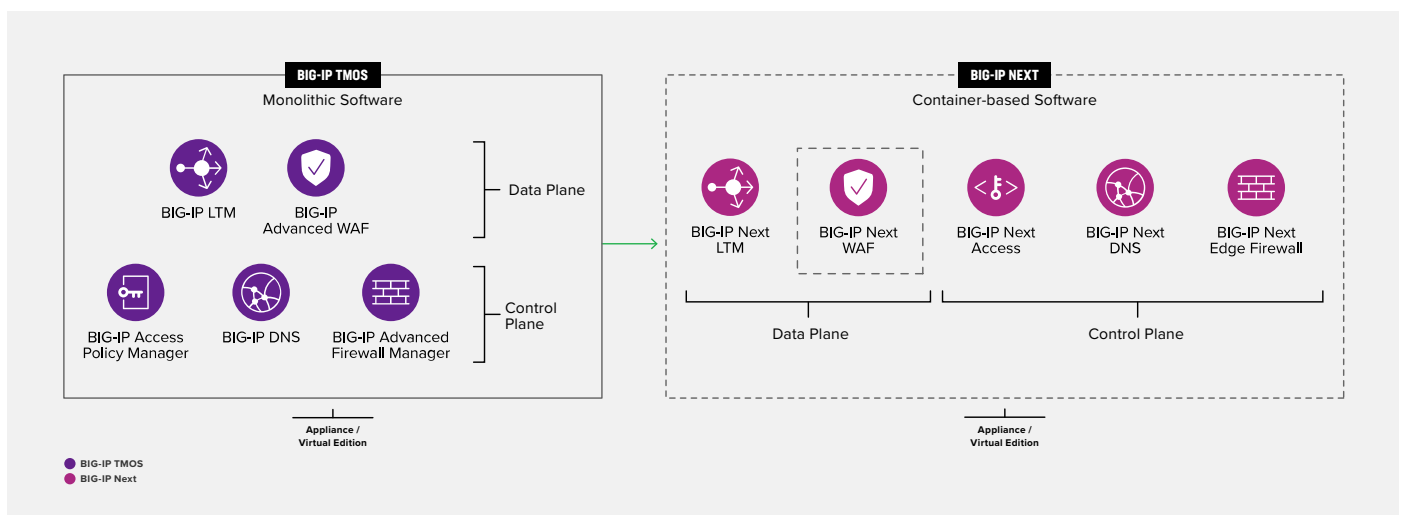 BIG-IP TMOS
Monolithic Software
BIG-IP LTM
BIG-IP
Advanced WAF
Data Plane
BIG-IP Access
Policy Manager
BIG-IP DNS
BIG-IP Advanced
Firewall Manager
Control
Plane
Appliance /
Virtual Edition
BIG-IP NEXT
Container-based Software
BIG-IP Next
LTM
BIG-IP Next
WAF
BIG-IP Next
Access
BIG-IP Next
DNS
BIG-IP Next
Edge Firewall
Data Plane
Control Plane
Appliance /
Virtual Edition
BIG-IP TMOS
BIG-IP Next